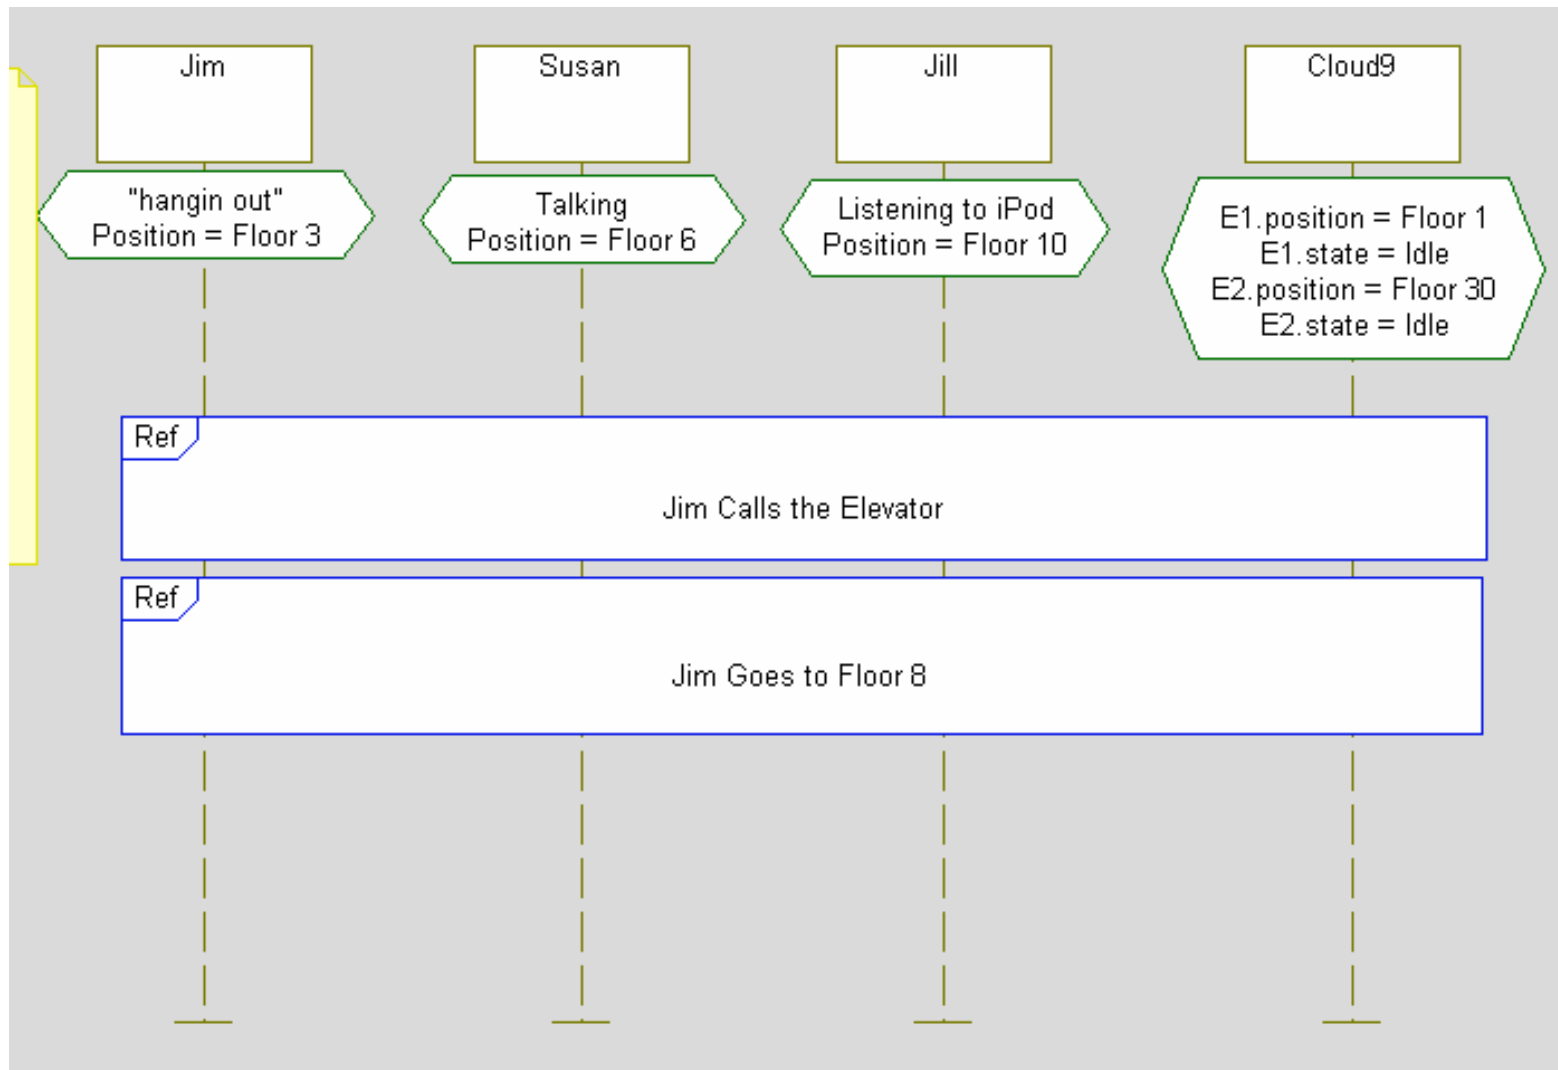 Jim
Susan
Jill
Cloud9
"hangin out"
Position = Floor 3
Talking
Position = Floor 6
Listening to iPod
Position = Floor 10
E1.position = Floor 1
E1.state = Idle
E2.position = Floor 30
E2.state = Idle
Ref
Jim Calls the Elevator
Ref
Jim Goes to Floor 8